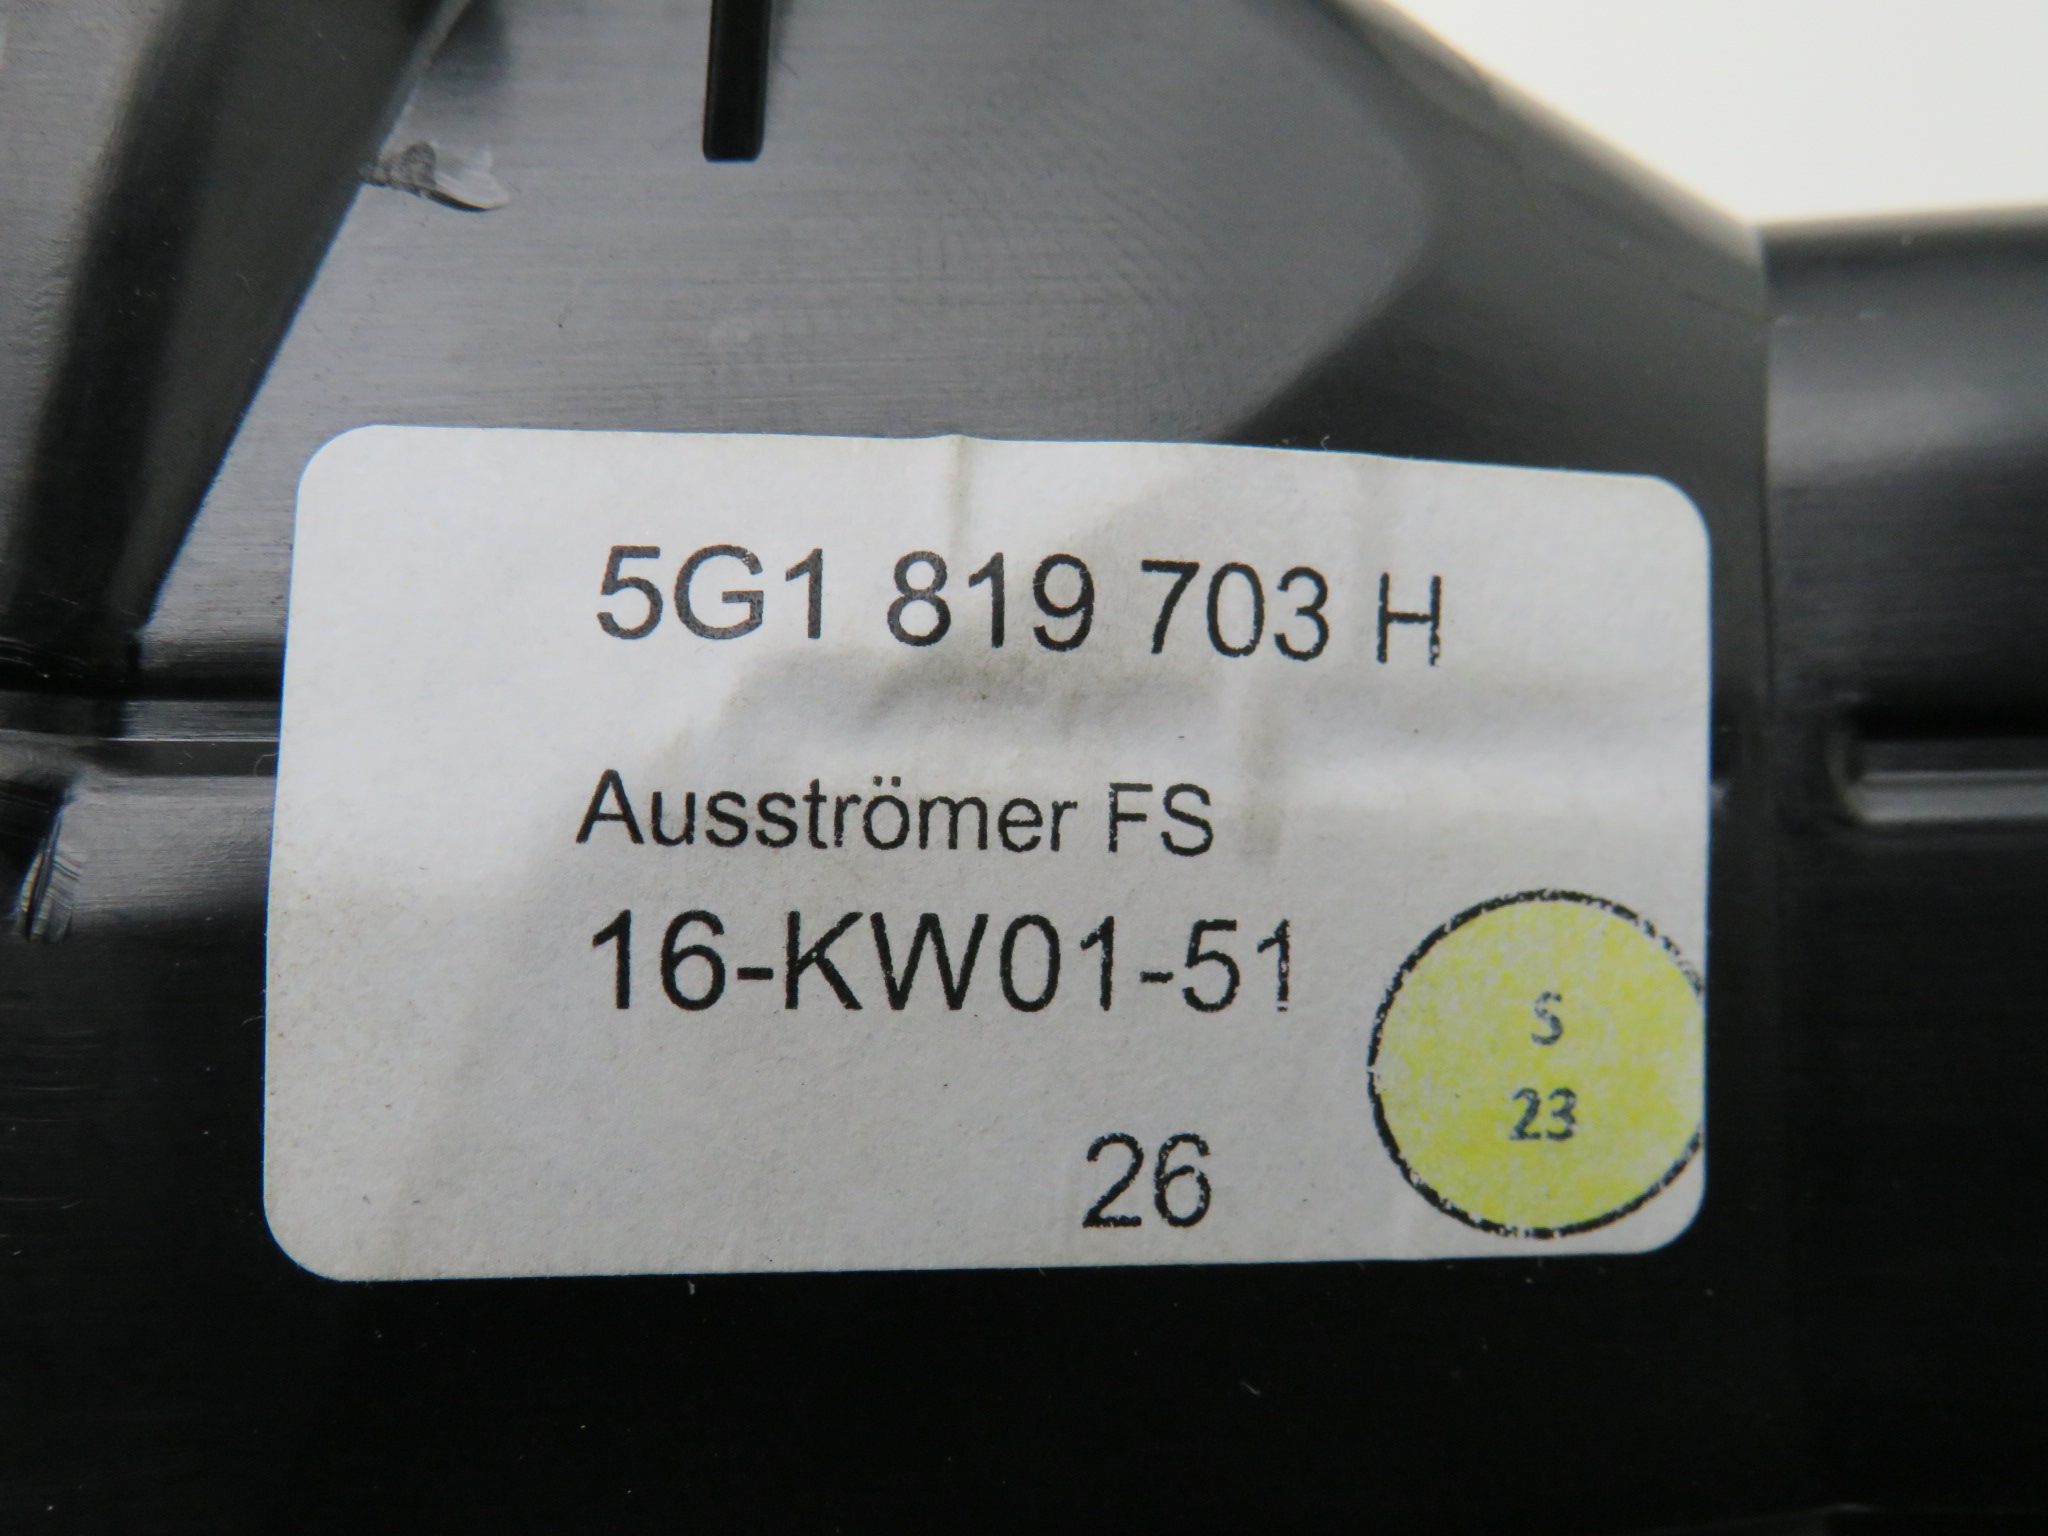 5G1 819 703 H
Ausströmer FS
16-KW01-51
S
23
26